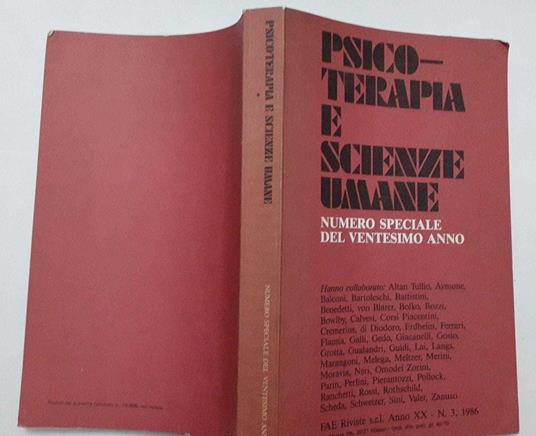 PSICO—
TERAPIA
E
SCIENZE
UMANE
NUMERO SPECIALE
DEL VENTESIMO ANNO
Hanno collaborato: Altan Tullio, Aymone,
Balconi, Bartoleschi, Battistini,
Benedetti, von Blarer, Bolko, Bozzi,
Bowlby, Calvesi, Corsi Piacentini,
Cremerius, di Diodoro, Erdheim, Ferrari,
Flamia, Galli, Gedo, Giacanelli, Gosio,
Grotta, Gualandri, Guidi, Lai, Langs,
Marangoni, Melega, Meltzer, Merini,
Moravia, Neri, Omodei Zorini,
Parin, Perlini, Pierantozzi, Pollock,
Ranchetti, Rossi, Rothschild,
Scheda, Schweizer, Sini, Valer, Zanuso
FAE Riviste s.r.l. Anno XX - N. 3, 1986
PSICOTERAPIA E SCIENZE UMANE
NUMERO SPECIALE DEL VENTESIMO ANNO